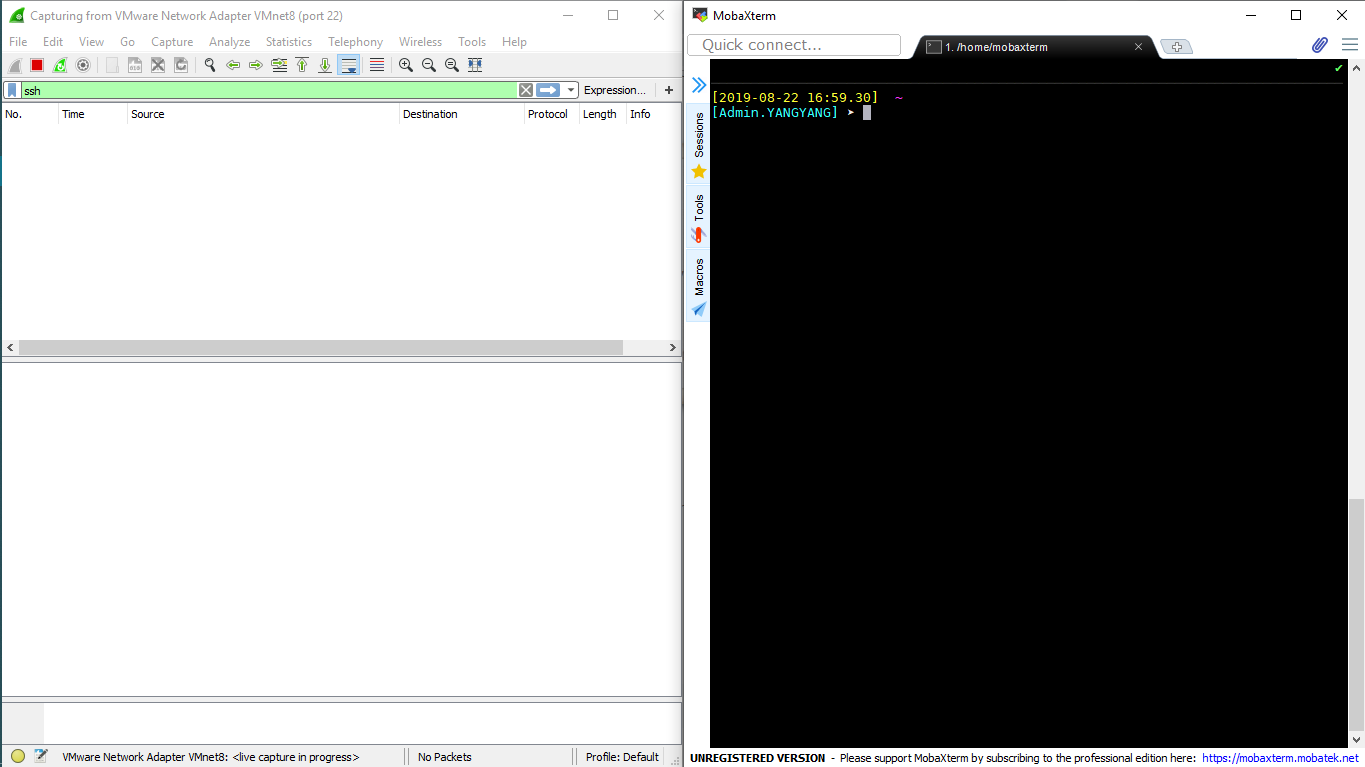 Capturing from VMware Network Adapter VMnet8 (port 22)
File Edit View Go Capture Analyze Statistics Telephony Wireless Tools Help
ssh
Expression... +
No. Time Source Destination Protocol Length Info
VMware Network Adapter VMnet8: <live capture in progress>
No Packets
Profile: Default
MobaXterm
Quick connect...
1. /home/mobaxterm
Sessions
Tools
Macros
[2019-08-22 16:59.30] ~
[Admin.YANGYANG] ➤
UNREGISTERED VERSION - Please support MobaXterm by subscribing to the professional edition here: https://mobaxterm.mobatek.net